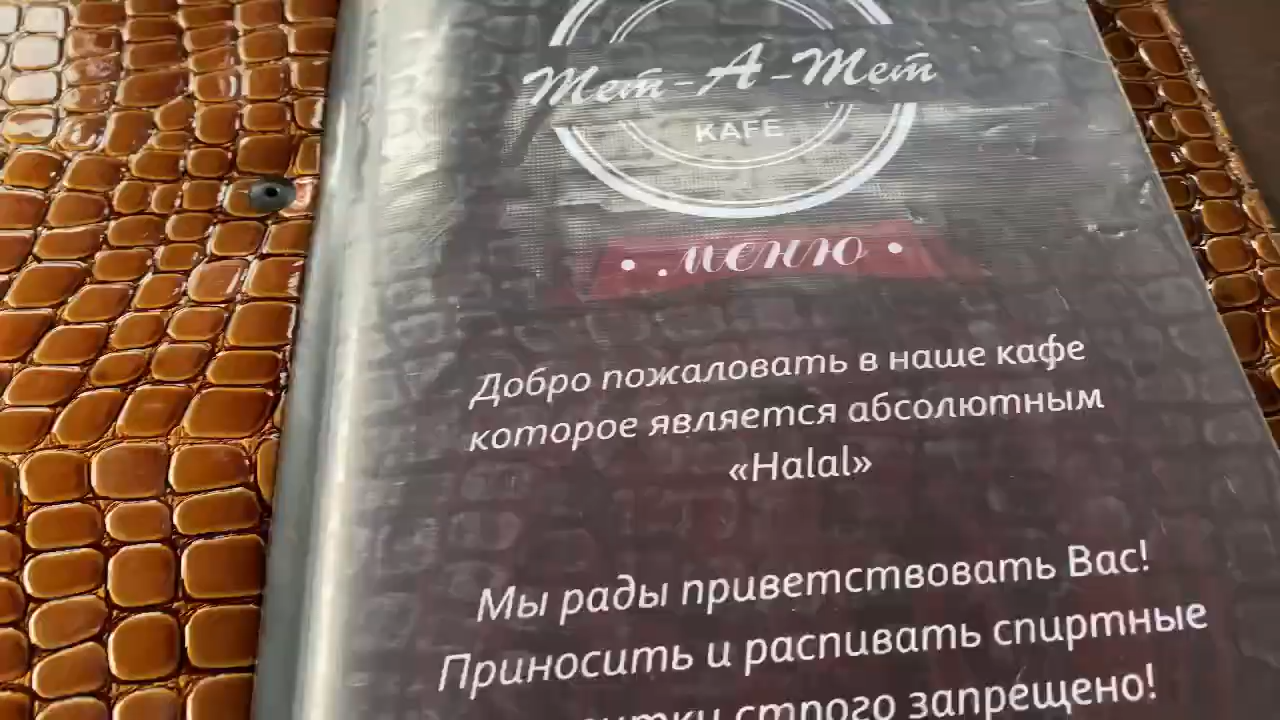 Тет-А-Тет
KAFE
• меню •
Добро пожаловать в наше кафе
которое является абсолютным
«Halal»
Мы рады приветствовать Вас!
Приносить и распивать спиртные
строго запрещено!